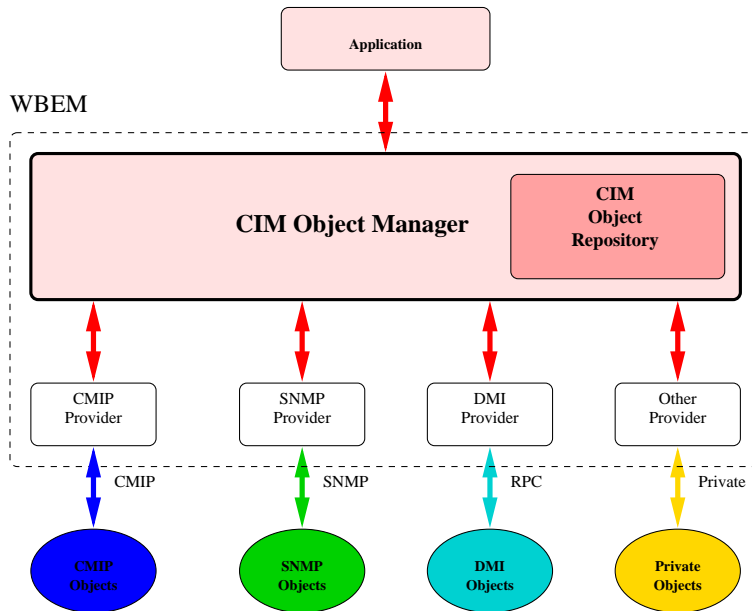 Application
WBEM
CIM Object Manager
CIM
Object
Repository
CMIP
Provider
SNMP
Provider
DMI
Provider
Other
Provider
CMIP
SNMP
RPC
Private
CMIP
Objects
SNMP
Objects
DMI
Objects
Private
Objects